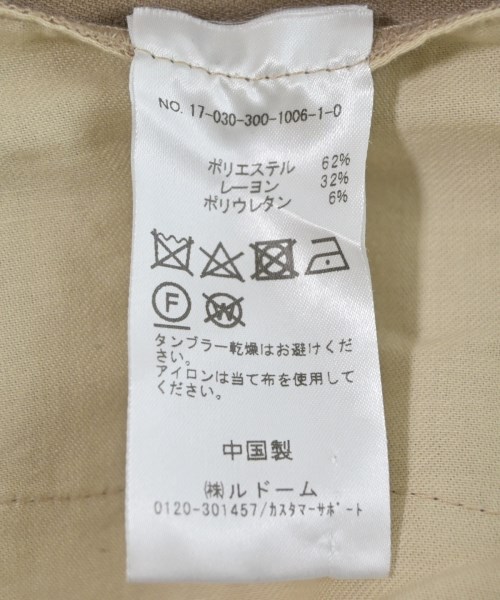 NO. 17-030-300-1006-1-0
ポリエステル 62%
レーヨン 32%
ポリウレタン 6%
F W
タンブラー乾燥はお避けくだ
さい。
アイロンは当て布を使用して
ください。
中国製
㈱ルドーム
0120-301457/カスタマーサポート